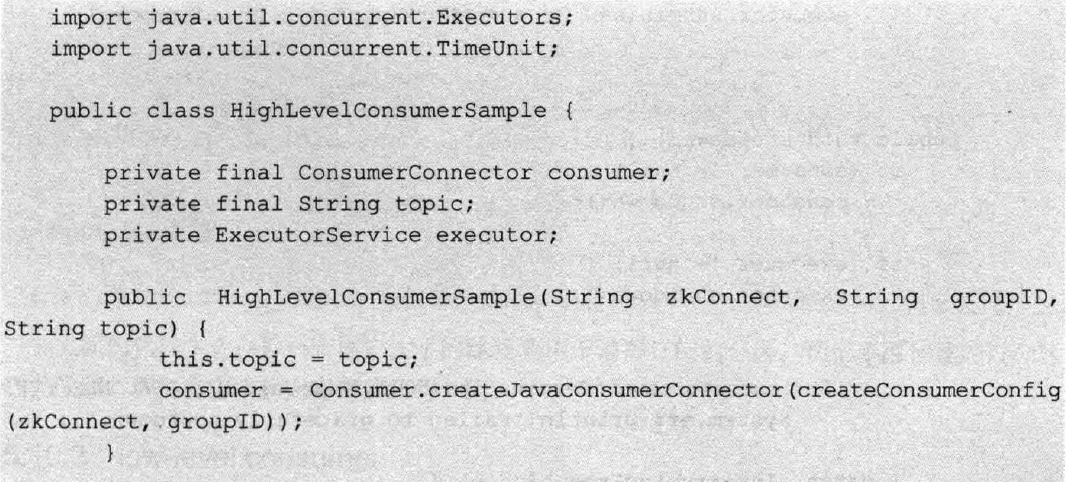 import java.util.concurrent.Executors;
import java.util.concurrent.TimeUnit;
public class HighLevelConsumerSample {
private final ConsumerConnector consumer;
private final String topic;
private ExecutorService executor;
public HighLevelConsumerSample(String zkConnect, String groupID,
String topic) {
this.topic = topic;
consumer = Consumer.createJavaConsumerConnector(createConsumerConfig
(zkConnect, groupID));
}